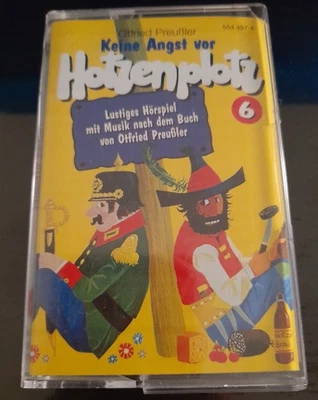 Otfried Preußler
Keine Angst vor
Hotzenplotz
6
Lustiges Hörspiel
mit Musik nach dem Buch
von Otfried Preußler